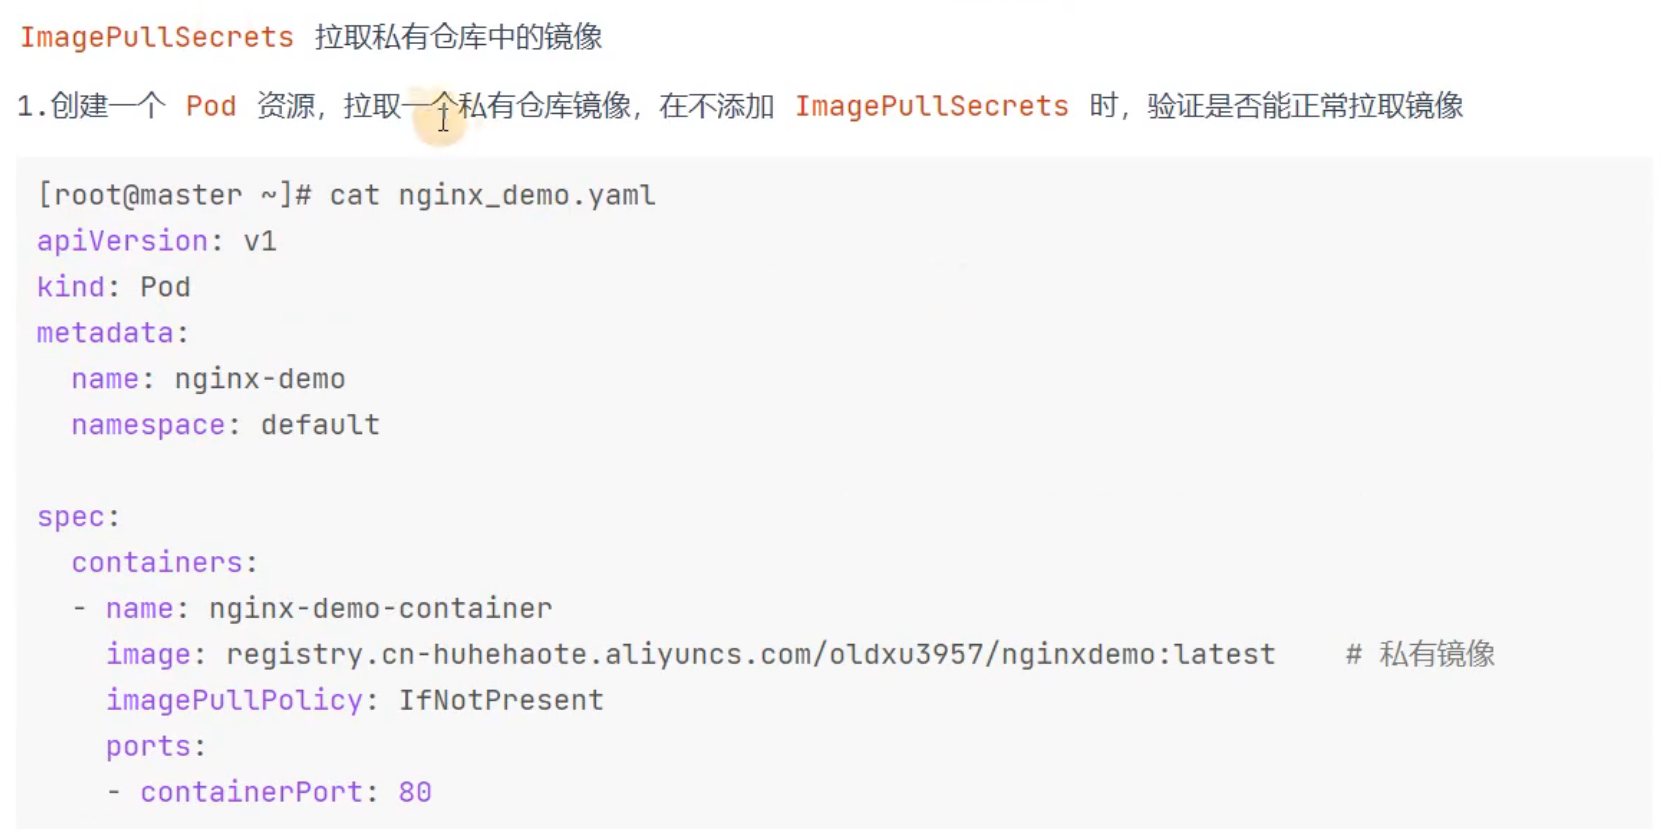 ImagePullSecrets 拉取私有仓库中的镜像
1.创建一个 Pod 资源，拉取一个私有仓库镜像，在不添加 ImagePullSecrets 时，验证是否能正常拉取镜像
[root@master ~]# cat nginx_demo.yaml
apiVersion: v1
kind: Pod
metadata:
  name: nginx-demo
  namespace: default

spec:
  containers:
  - name: nginx-demo-container
    image: registry.cn-huhehaote.aliyuncs.com/oldxu3957/nginxdemo:latest    # 私有镜像
    imagePullPolicy: IfNotPresent
    ports:
    - containerPort: 80